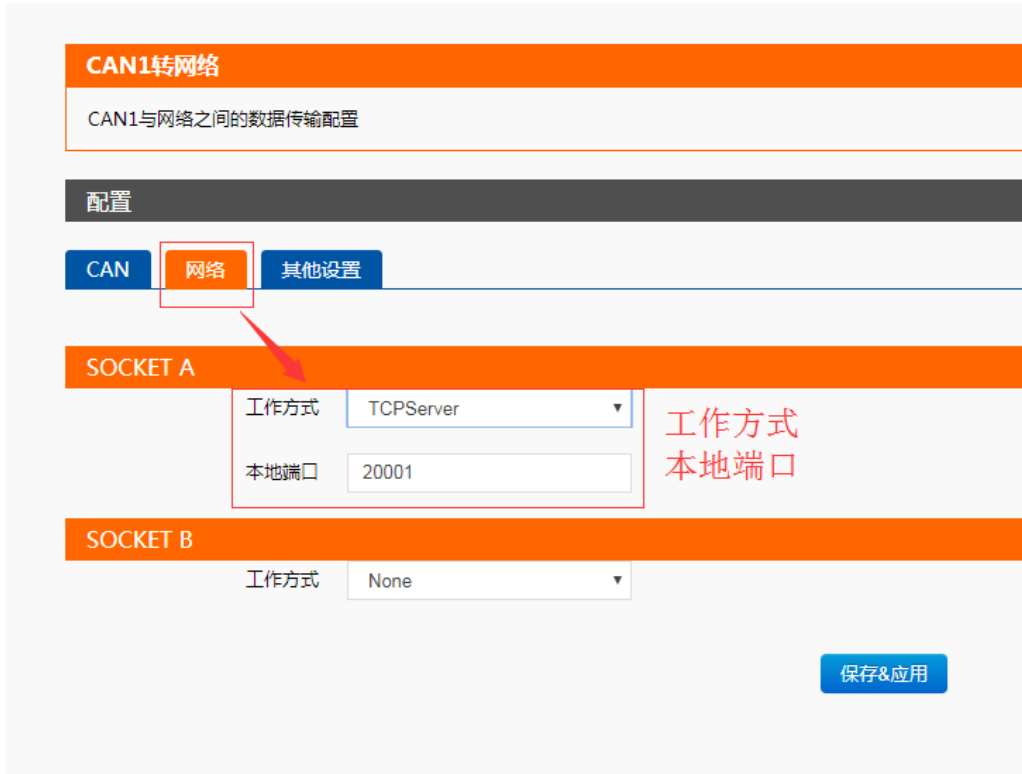 CAN1转网络
CAN1与网络之间的数据传输配置
配置
CAN 网络 其他设置
SOCKET A
工作方式 TCPServer
本地端口 20001
工作方式
本地端口
SOCKET B
工作方式 None
保存&应用